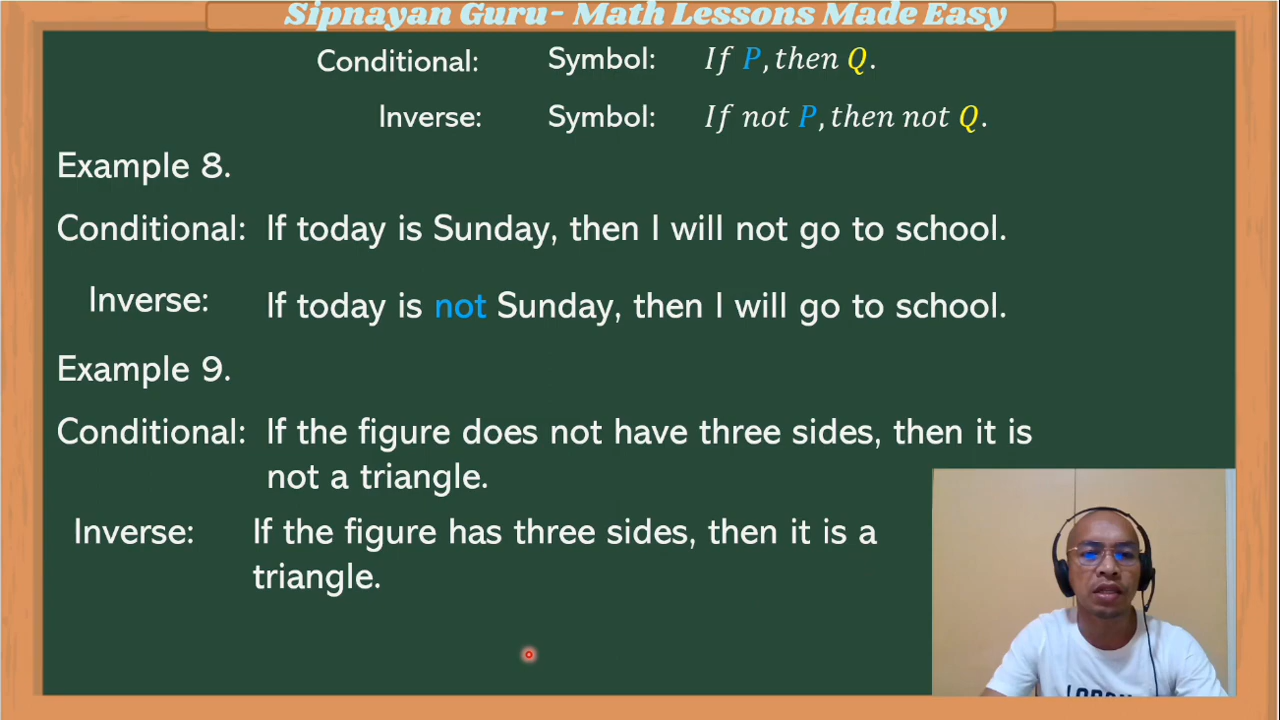 Sipnayan Guru- Math Lessons Made Easy
Conditional: Symbol: If P, then Q.
Inverse: Symbol: If not P, then not Q.
Example 8.
Conditional: If today is Sunday, then I will not go to school.
Inverse: If today is not Sunday, then I will go to school.
Example 9.
Conditional: If the figure does not have three sides, then it is
not a triangle.
Inverse: If the figure has three sides, then it is a
triangle.